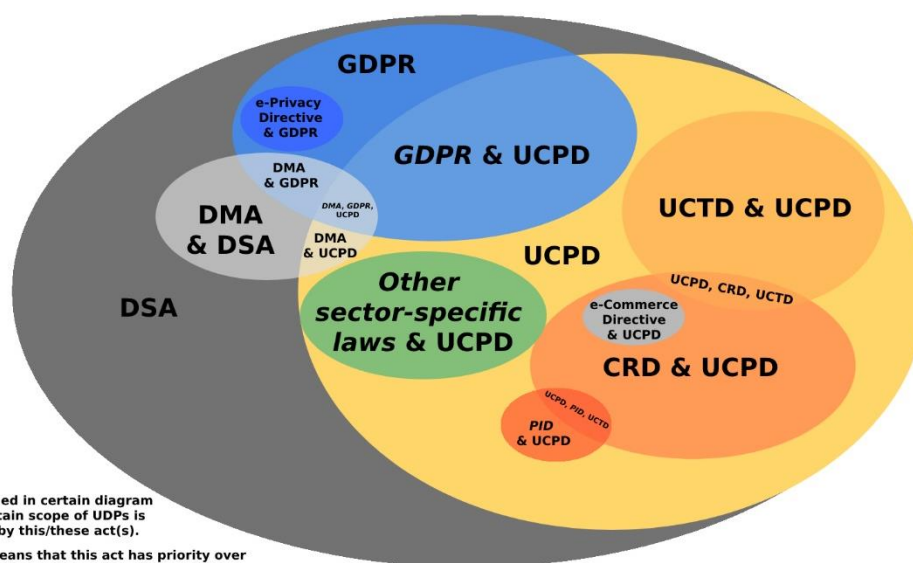 GDPR
e-Privacy
Directive
& GDPR
GDPR & UCPD
DMA
& GDPR
DMA
& DSA
DMA, GDPR,
UCPD
DMA
& UCPD
UCTD & UCPD
UCPD
DSA
Other
sector-specific
laws & UCPD
UCPD, CRD, UCTD
e-Commerce
Directive
& UCPD
CRD & UCPD
UCPD, PID, UCTD
PID
& UCPD
ed in certain diagram
tain scope of UDPs is
by this/these act(s).
eans that this act has priority over